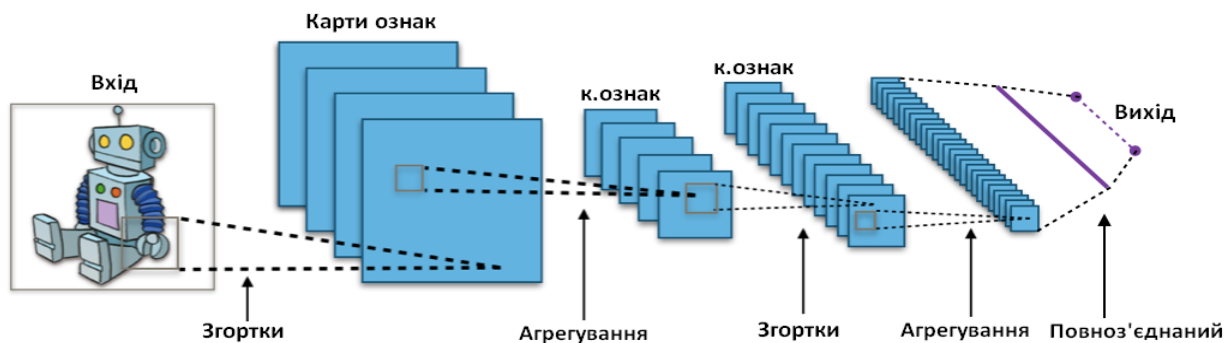 Карти ознак
Вхід
к.ознак
к.ознак
Вихід
Згортки
Агрегування
Згортки
Агрегування
Повноз'єднаний